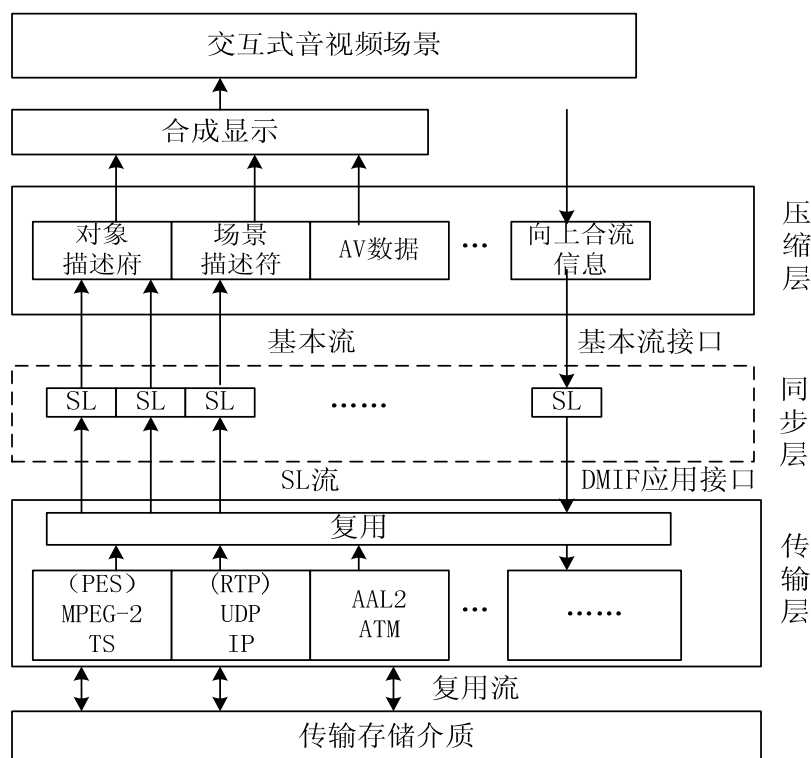 交互式音视频场景
合成显示
对象
描述府
场景
描述符
AV数据
…
向上合流
信息
压缩层
基本流
基本流接口
SL
SL
SL
……
SL
同步层
SL流
DMIF应用接口
复用
(PES)
MPEG-2
TS
(RTP)
UDP
IP
AAL2
ATM
…
……
传输层
复用流
传输存储介质